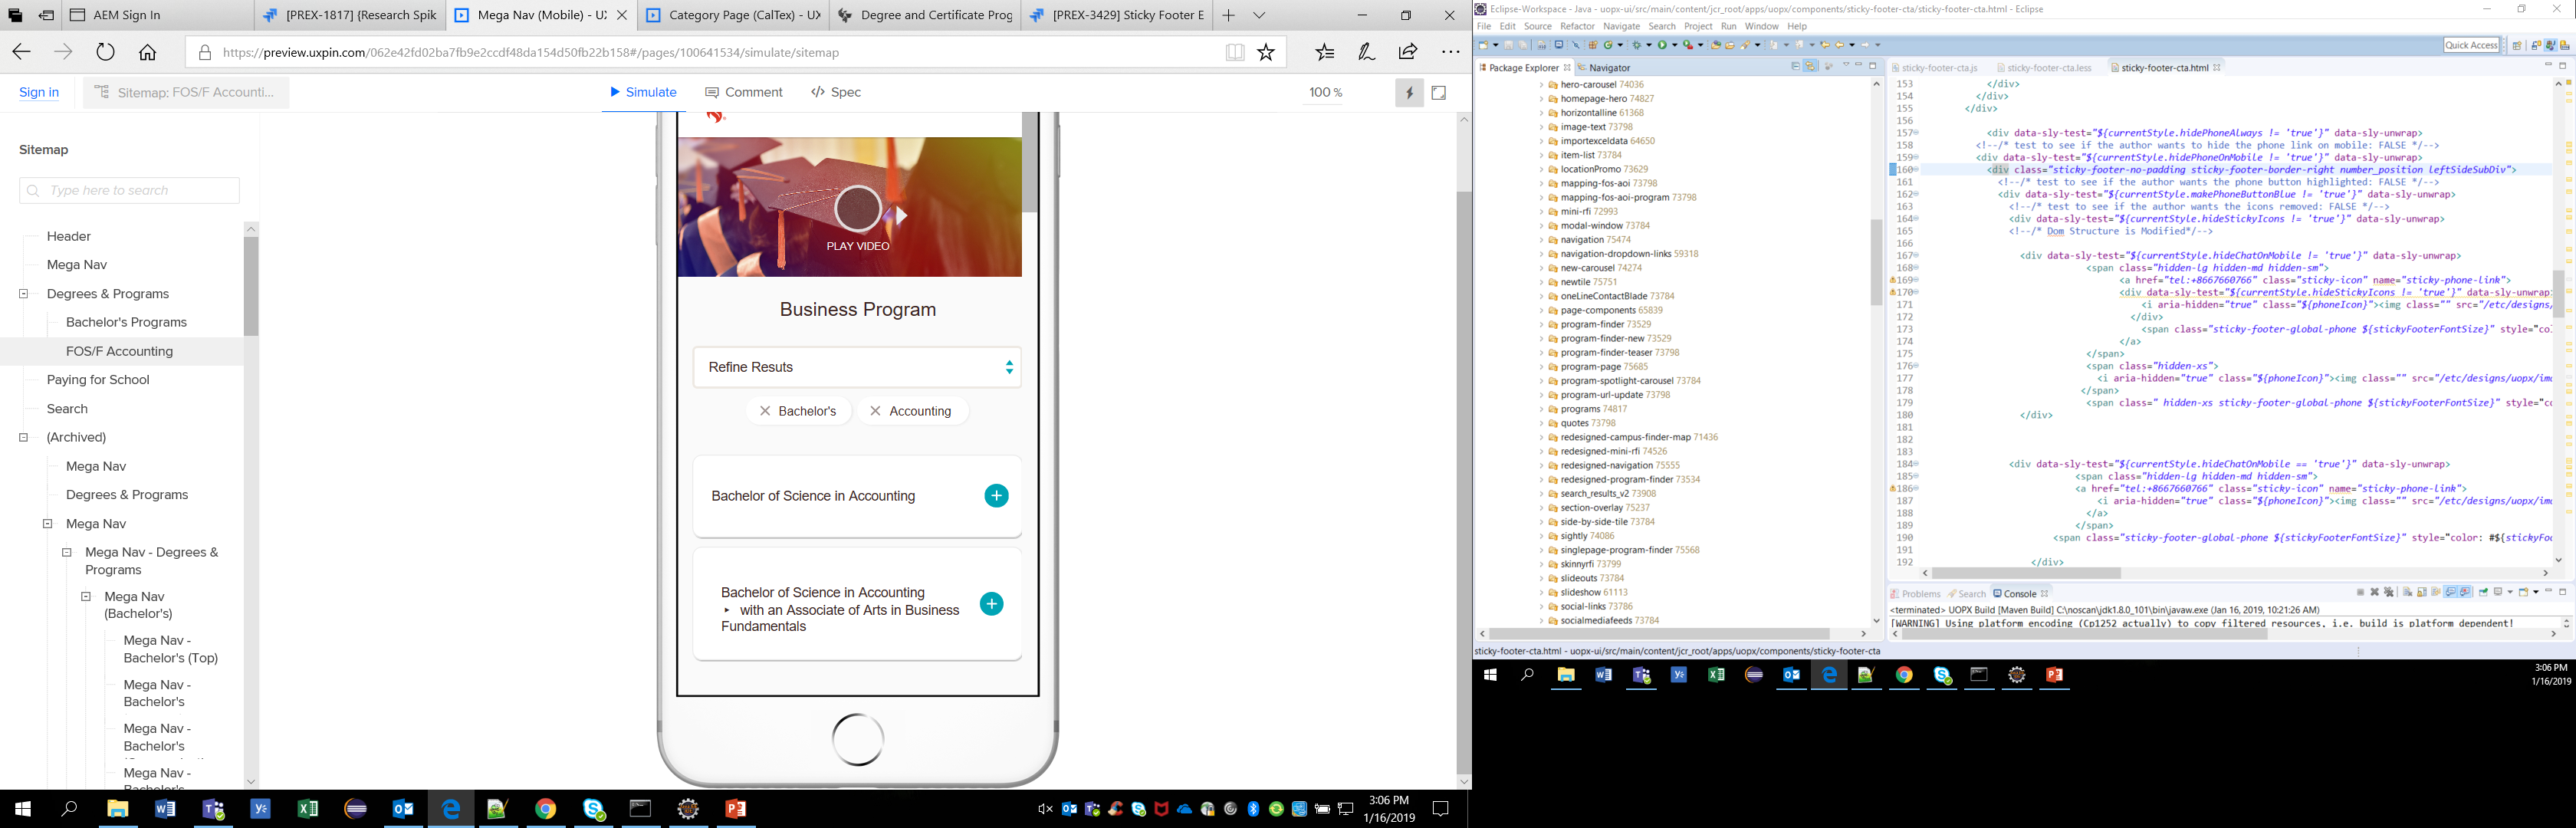 AEM Sign In
[PREX-1817] {Research Spik
Mega Nav (Mobile) - UX
Category Page (CalTex) - UX
Degree and Certificate Prog
[PREX-3429] Sticky Footer E
https://preview.uxpin.com/062e42fd02ba7fb9e2ccdf48da154d50fb22b158#/pages/100641534/simulate/sitemap
Sign in
Sitemap: FOS/F Accounti...
Simulate
Comment
Spec
100 %
Sitemap
Type here to search
Header
Mega Nav
Degrees & Programs
Bachelor's Programs
FOS/F Accounting
Paying for School
Search
(Archived)
Mega Nav
Degrees & Programs
Mega Nav
Mega Nav - Degrees &
Programs
Mega Nav
(Bachelor's)
Mega Nav -
Bachelor's (Top)
Mega Nav -
Bachelor's
Mega Nav -
Bachelor's
Mega Nav -
PLAY VIDEO
Business Program
Refine Resuts
Bachelor's
Accounting
Bachelor of Science in Accounting
Bachelor of Science in Accounting
‣ with an Associate of Arts in Business
Fundamentals
3:06 PM
1/16/2019
Eclipse-Workspace - Java - uopx-ui/src/main/content/jcr_root/apps/uopx/components/sticky-footer-cta/sticky-footer-cta.html - Eclipse
File Edit Source Refactor Navigate Search Project Run Window Help
Quick Access
Package Explorer
Navigator
hero-carousel 74036
homepage-hero 74827
horizontalline 61368
image-text 73798
importexceldata 64650
item-list 73784
locationPromo 73629
mapping-fos-aoi 73798
mapping-fos-aoi-program 73798
mini-rfi 72993
modal-window 73784
navigation 75474
navigation-dropdown-links 59318
new-carousel 74274
newtile 75751
oneLineContactBlade 73784
page-components 65839
program-finder 73529
program-finder-new 73529
program-finder-teaser 73798
program-page 75685
program-spotlight-carousel 73784
program-url-update 73798
programs 74817
quotes 73798
redesigned-campus-finder-map 71436
redesigned-mini-rfi 74526
redesigned-navigation 75555
redesigned-program-finder 73534
search_results_v2 73908
section-overlay 75237
side-by-side-tile 73784
sightly 74086
singlepage-program-finder 75568
skinnyrfi 73799
slideouts 73784
slideshow 61113
social-links 73786
socialmediafeeds 73784
sticky-footer-cta.js
sticky-footer-cta.less
sticky-footer-cta.html
153 </div>
154 </div>
155 </div>
156
157 <div data-sly-test="${currentStyle.hidePhoneAlways != 'true'}" data-sly-unwrap>
158 <!--/* test to see if the author wants to hide the phone link on mobile: FALSE */-->
159 <div data-sly-test="${currentStyle.hidePhoneOnMobile != 'true'}" data-sly-unwrap>
160 <div class="sticky-footer-no-padding sticky-footer-border-right number_position leftSideSubDiv">
161 <!--/* test to see if the author wants the phone button highlighted: FALSE */-->
162 <div data-sly-test="${currentStyle.makePhoneButtonBlue != 'true'}" data-sly-unwrap>
163 <!--/* test to see if the author wants the icons removed: FALSE */-->
164 <div data-sly-test="${currentStyle.hideStickyIcons != 'true'}" data-sly-unwrap>
165 <!--/* Dom Structure is Modified*/-->
166
167 <div data-sly-test="${currentStyle.hideChatOnMobile != 'true'}" data-sly-unwrap>
168 <span class="hidden-lg hidden-md hidden-sm">
169 <a href="tel:+8667660766" class="sticky-icon" name="sticky-phone-link">
170 <div data-sly-test="${currentStyle.hideStickyIcons != 'true'}" data-sly-unwrap
171 <i aria-hidden="true" class="${phoneIcon}"><img class="" src="/etc/designs/
172 </div>
173 <span class="sticky-footer-global-phone ${stickyFooterFontSize}" style="col
174 </a>
175 </span>
176 <span class="hidden-xs">
177 <i aria-hidden="true" class="${phoneIcon}"><img class="" src="/etc/designs/uopx/im
178 </span>
179 <span class=" hidden-xs sticky-footer-global-phone ${stickyFooterFontSize}" style="c
180 </div>
181
182
183
184 <div data-sly-test="${currentStyle.hideChatOnMobile == 'true'}" data-sly-unwrap>
185 <span class="hidden-lg hidden-md hidden-sm">
186 <a href="tel:+8667660766" class="sticky-icon" name="sticky-phone-link">
187 <i aria-hidden="true" class="${phoneIcon}"><img class="" src="/etc/designs/uopx/im
188 </a>
189 </span>
190 <span class="sticky-footer-global-phone ${stickyFooterFontSize}" style="color: #${stickyFo
191
192 </div>
Problems
Search
Console
<terminated> UOPX Build [Maven Build] C:\noscan\jdk1.8.0_101\bin\javaw.exe (Jan 16, 2019, 10:21:26 AM)
[WARNING] Using platform encoding (Cp1252 actually) to copy filtered resources, i.e. build is platform dependent!
sticky-footer-cta.html - uopx-ui/src/main/content/jcr_root/apps/uopx/components/sticky-footer-cta
3:06 PM
1/16/2019